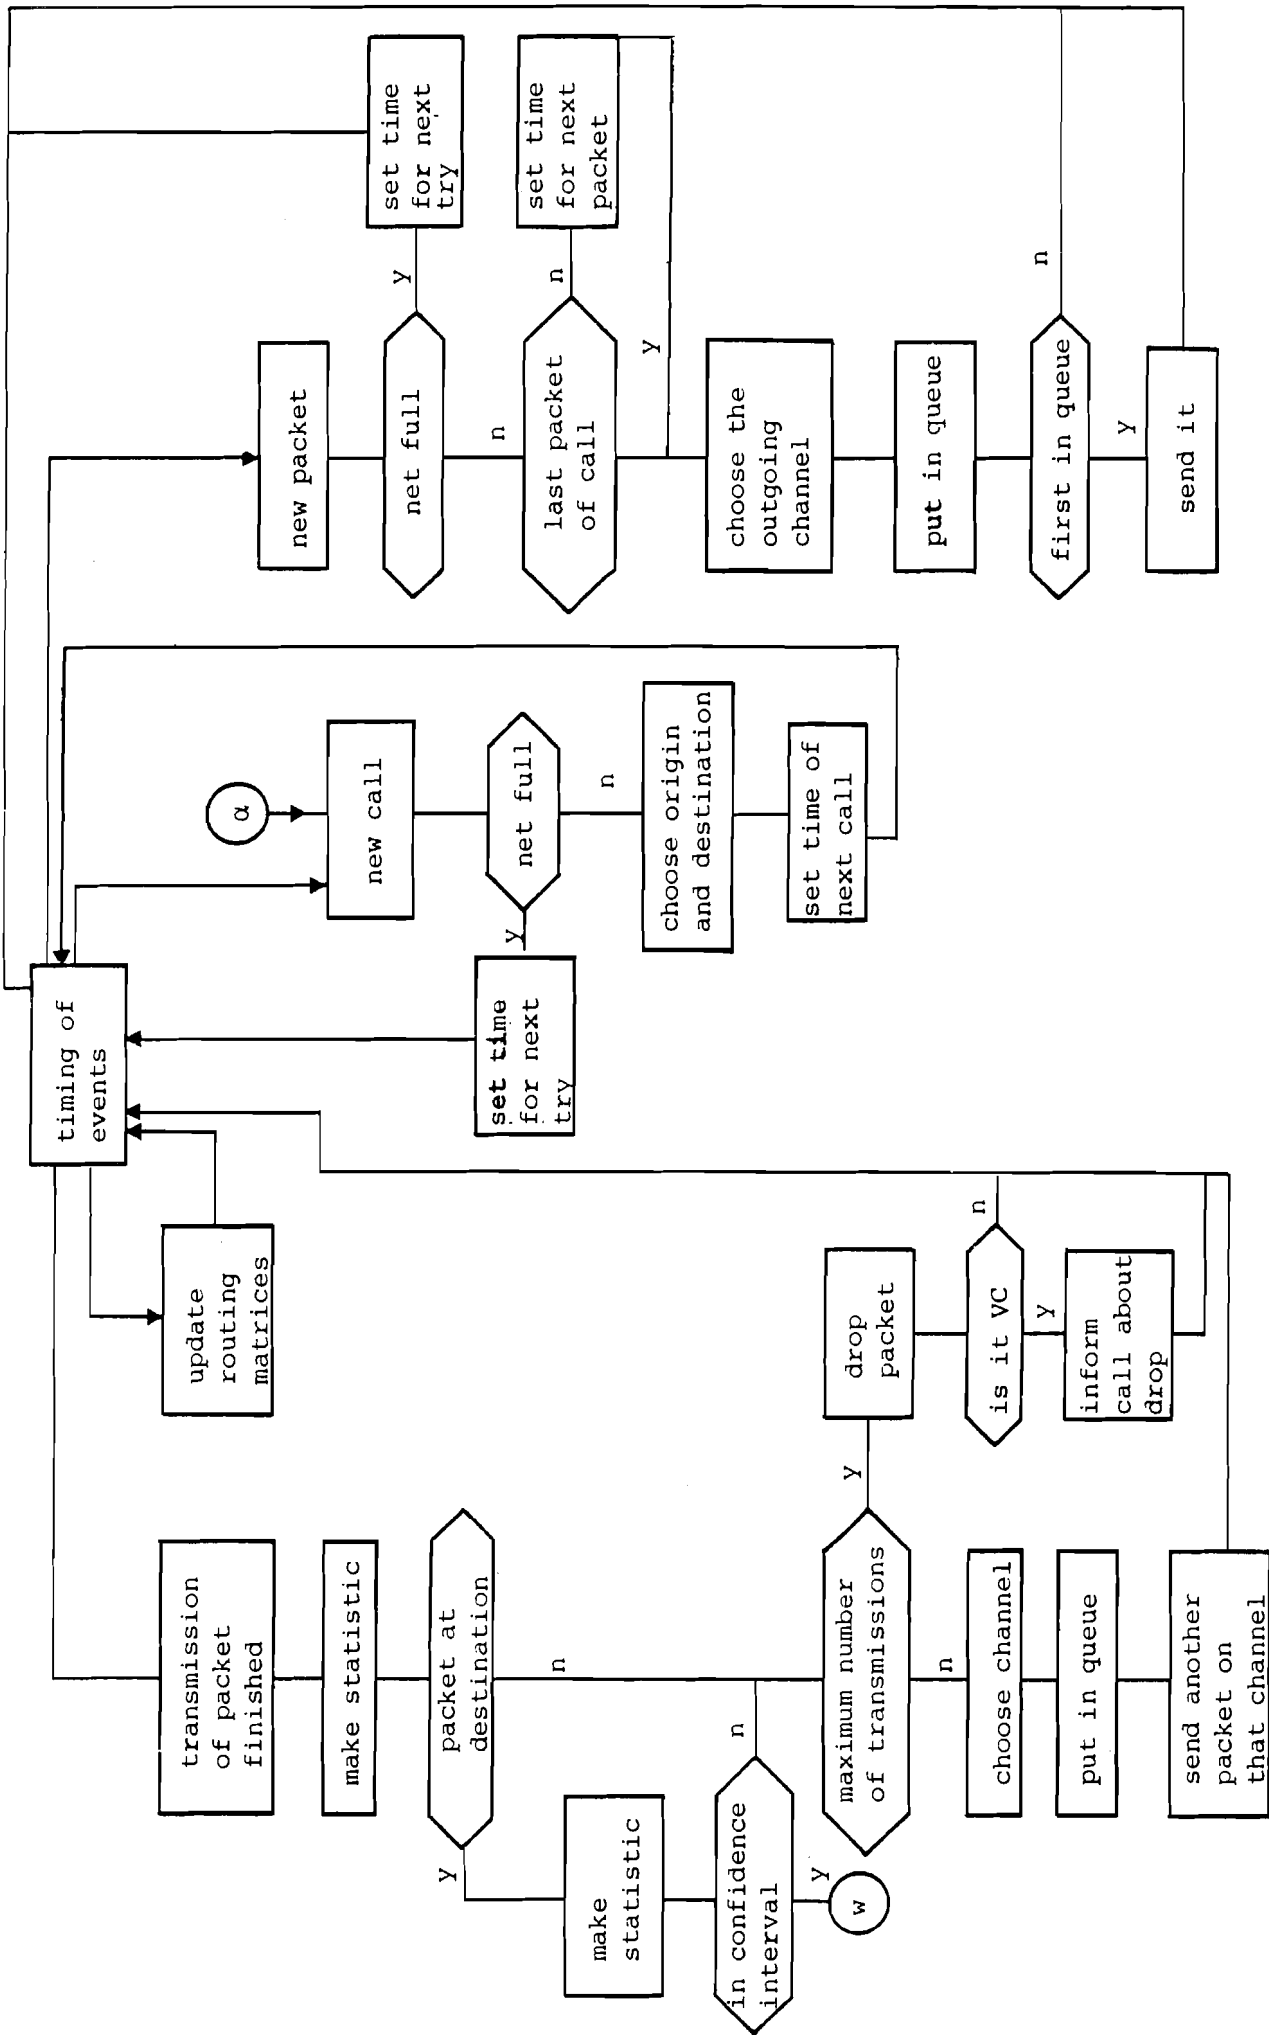 timing of
events
transmission
of packet
finished
make statistic
packet at
destination
y
n
make
statistic
in confidence
interval
n
y
w
maximum number
of transmissions
y
n
choose channel
put in queue
send another
packet on
that channel
drop
packet
is it VC
n
y
inform
call about
drop
update
routing
matrices
α
new call
net full
y
n
set time
for next
try
choose origin
and destination
set time of
next call
new packet
net full
y
n
set time
for next
try
last packet
of call
n
y
set time
for next
packet
choose the
outgoing
channel
put in queue
first in queue
n
y
send it